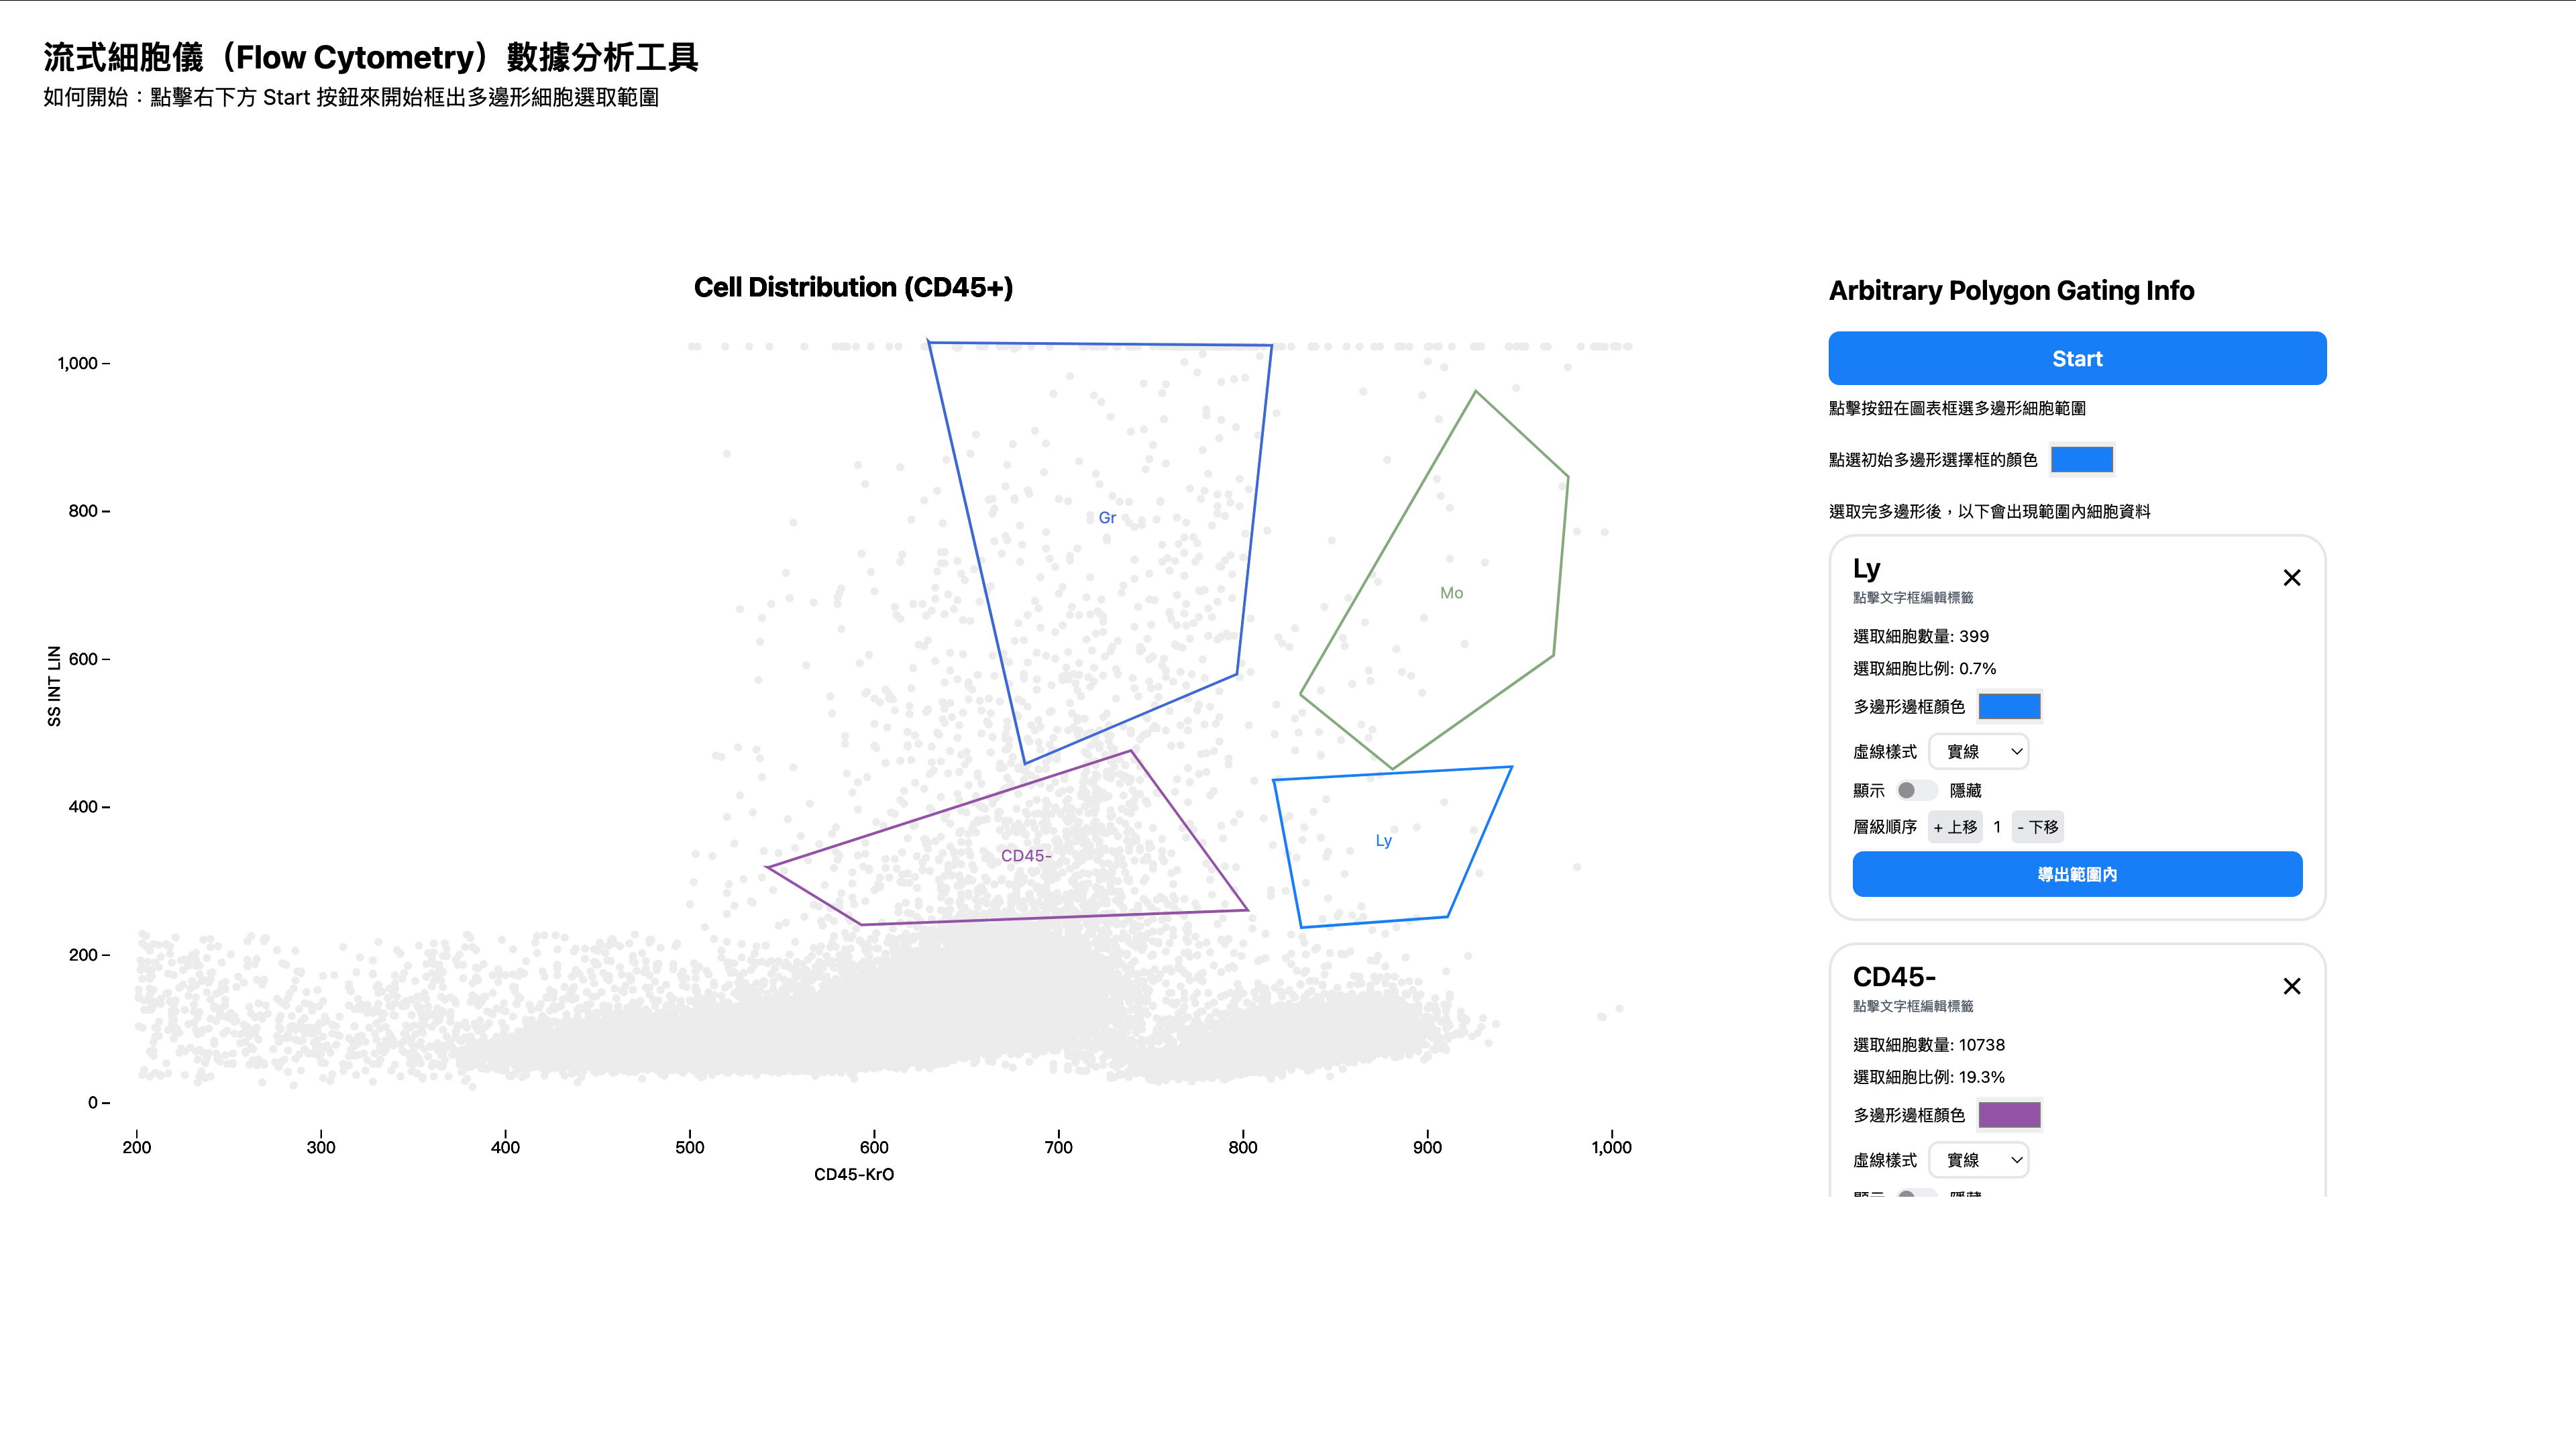 流式細胞儀（Flow Cytometry）數據分析工具
如何開始：點擊右下方 Start 按鈕來開始框出多邊形細胞選取範圍
Cell Distribution (CD45+)
1,000
800
600
400
200
0
SS INT LIN
Gr
Mo
CD45-
Ly
200 300 400 500 600 700 800 900 1,000
CD45-KrO
Arbitrary Polygon Gating Info
Start
點擊按鈕在圖表框選多邊形細胞範圍
點選初始多邊形選擇框的顏色
選取完多邊形後，以下會出現範圍內細胞資料
Ly
點擊文字框編輯標籤
選取細胞數量: 399
選取細胞比例: 0.7%
多邊形邊框顏色
虛線樣式 實線
顯示 隱藏
層級順序 + 上移 1 - 下移
導出範圍內
CD45-
點擊文字框編輯標籤
選取細胞數量: 10738
選取細胞比例: 19.3%
多邊形邊框顏色
虛線樣式 實線